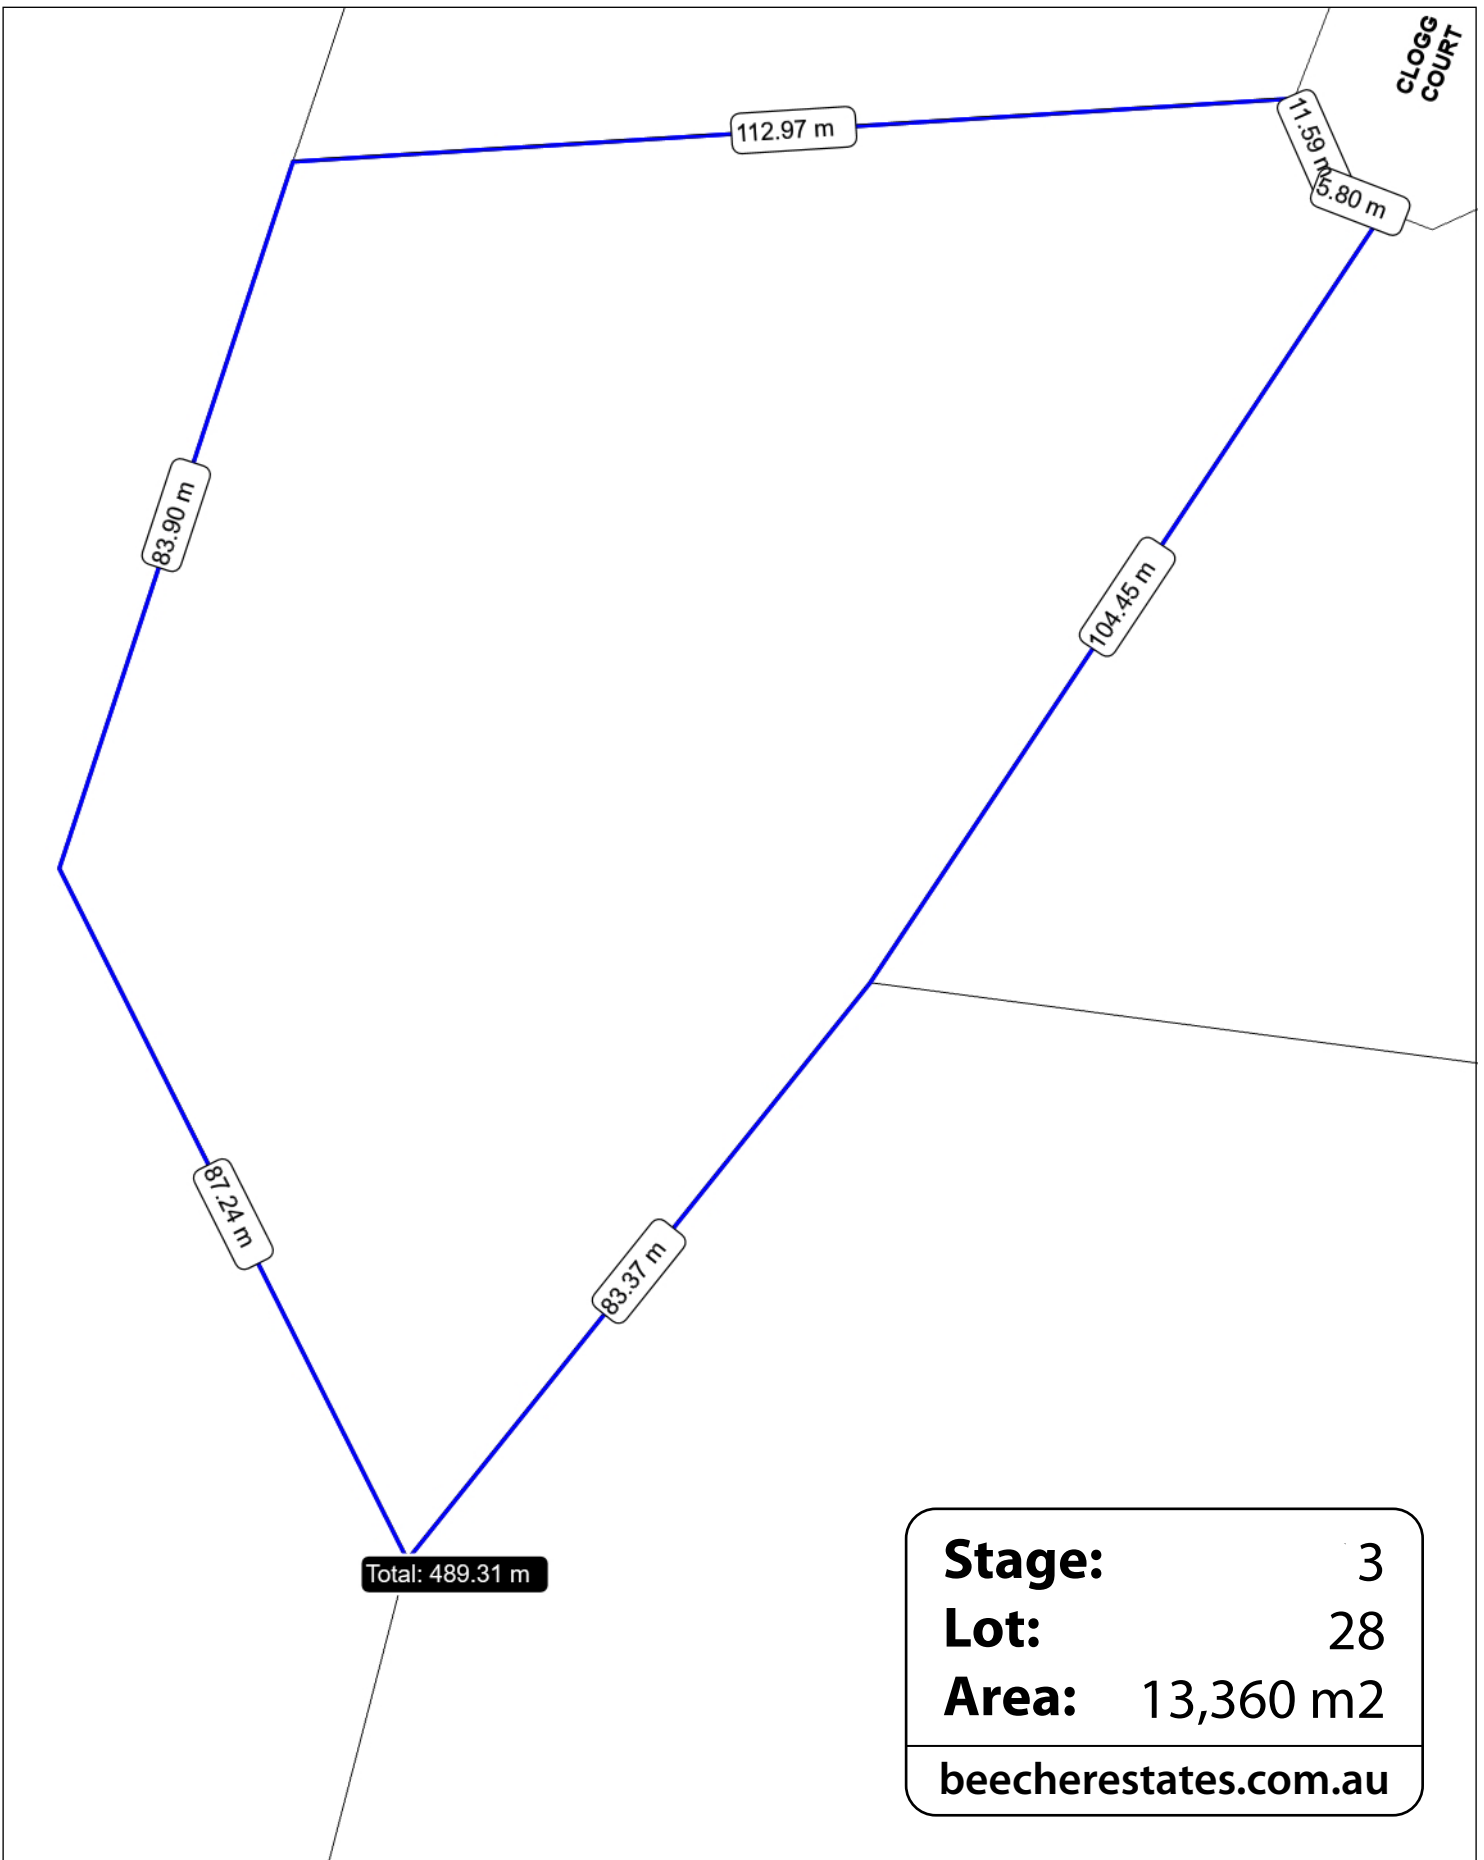 CLOGG
COURT
112.97 m
11.59 m
5.80 m
83.90 m
104.45 m
87.24 m
83.37 m
Total: 489.31 m
Stage: 3
Lot: 28
Area: 13,360 m2
beecherestates.com.au